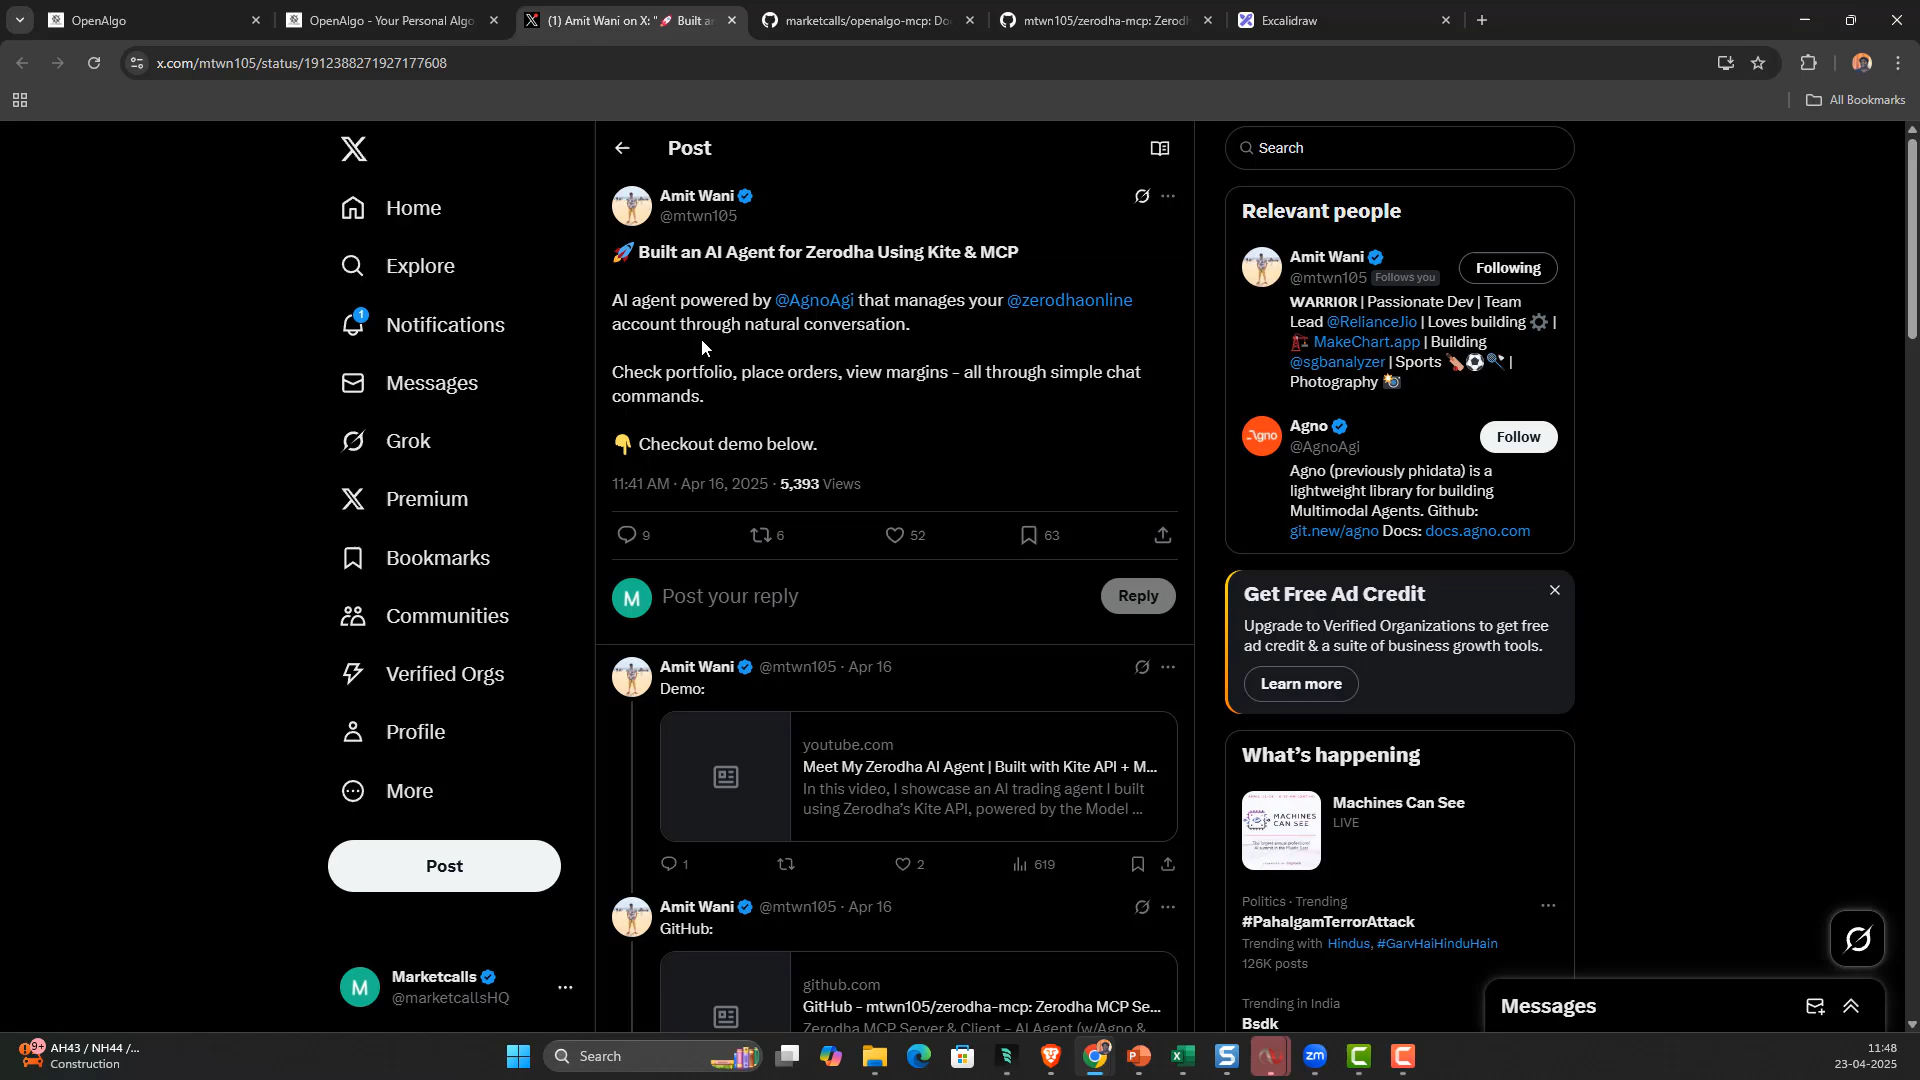 OpenAlgo
OpenAlgo - Your Personal Algo
(1) Amit Wani on X: "🚀 Built an
marketcalls/openalgo-mcp: Do
mtwn105/zerodha-mcp: Zerodh
Excalidraw
x.com/mtwn105/status/1912388271927177608
All Bookmarks
Home
Explore
1
Notifications
Messages
Grok
Premium
Bookmarks
Communities
Verified Orgs
Profile
More
Post
M
Marketcalls
@marketcallsHQ
Post
Amit Wani
@mtwn105
🚀 Built an AI Agent for Zerodha Using Kite & MCP
AI agent powered by @AgnoAgi that manages your @zerodhaonline
account through natural conversation.
Check portfolio, place orders, view margins - all through simple chat
commands.
👇 Checkout demo below.
11:41 AM · Apr 16, 2025 · 5,393 Views
9
6
52
63
M
Post your reply
Reply
Amit Wani @mtwn105 · Apr 16
Demo:
youtube.com
Meet My Zerodha AI Agent | Built with Kite API + M...
In this video, I showcase an AI trading agent I built
using Zerodha's Kite API, powered by the Model ...
1
2
619
Amit Wani @mtwn105 · Apr 16
GitHub:
github.com
GitHub - mtwn105/zerodha-mcp: Zerodha MCP Se...
Zerodha MCP Server & Client - AI Agent (w/Agno &
Search
Relevant people
Amit Wani
Following
@mtwn105 Follows you
WARRIOR | Passionate Dev | Team
Lead @RelianceJio | Loves building ⚙️ |
🏗️ MakeChart.app | Building
@sgbanalyzer | Sports 🏏⚽🏸 |
Photography 📸
Agno
Agno
@AgnoAgi
Follow
Agno (previously phidata) is a
lightweight library for building
Multimodal Agents. Github:
git.new/agno Docs: docs.agno.com
Get Free Ad Credit
Upgrade to Verified Organizations to get free
ad credit & a suite of business growth tools.
Learn more
What's happening
MACHINES
CAN SEE
Machines Can See
LIVE
Politics · Trending
#PahalgamTerrorAttack
Trending with Hindus, #GarvHaiHinduHain
126K posts
Trending in India
Bsdk
Messages
9+
AH43 / NH44 /...
Construction
Search
zm
11:48
23-04-2025